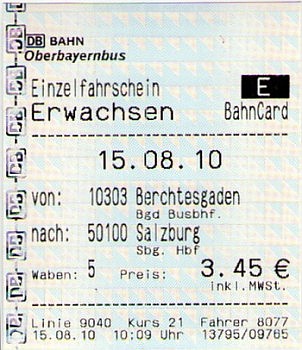 DB BAHN
Oberbayernbus
Einzelfahrschein E
Erwachsen BahnCard
15.08.10
von: 10303 Berchtesgaden
Bgd Busbhf.
nach: 50100 Salzburg
Sbg. Hbf
Waben: 5 Preis: 3.45 €
inkl.MWSt.
Linie 9040 Kurs 21 Fahrer 8077
15.08.10 10:09 Uhr 13795/09765